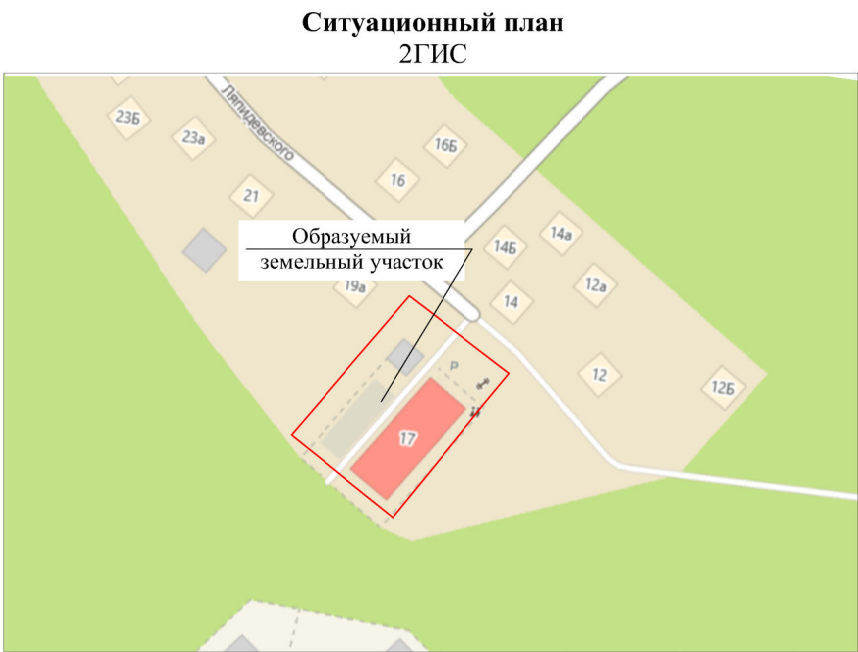 Ситуационный план
2ГИС
Ляпидевского
23Б
23а
16Б
16
21
Образуемый
земельный участок
14Б
14а
19а
14
12а
12
12Б
P
17